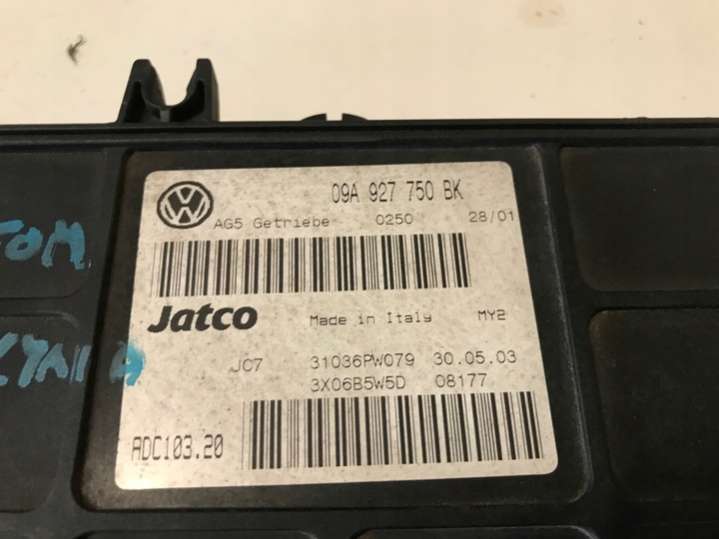 09A 927 750 BK
AG5 Getriebe 0250 28/01
Jatco Made in Italy MY2
JC7 31036PW079 30.05.03
3X06B5W5D 08177
ADC103.20
TOM